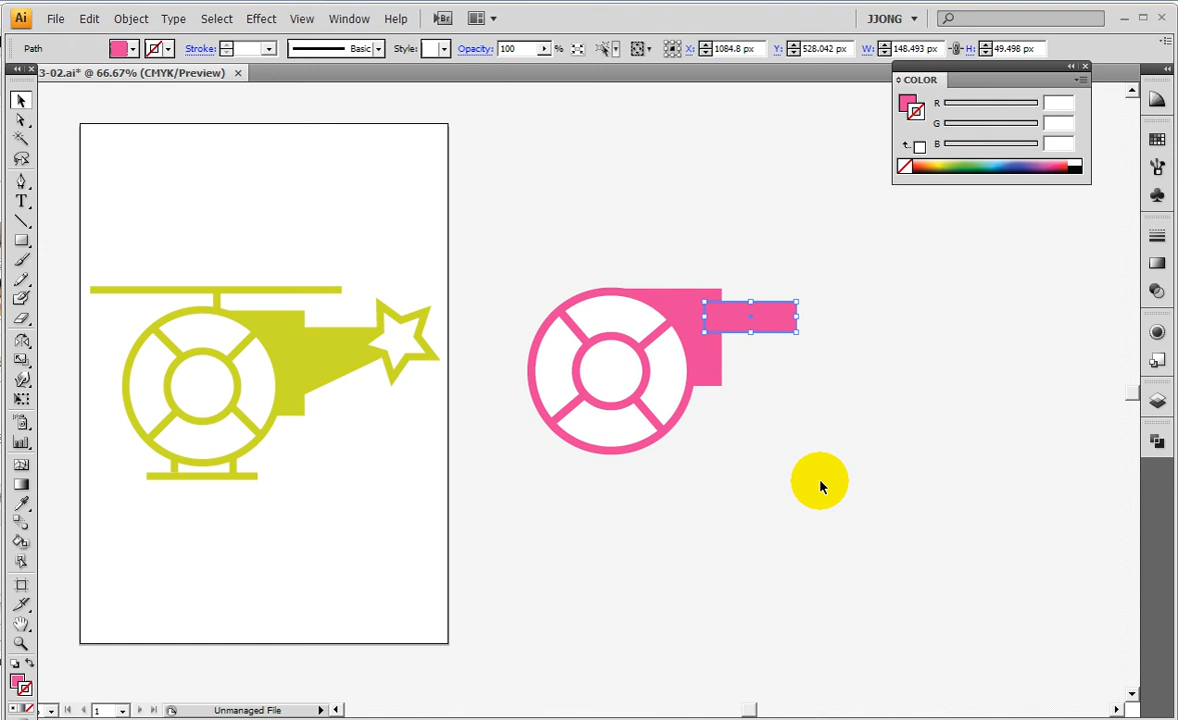 Ai File Edit Object Type Select Effect View Window Help Br JJONG
Path Stroke: Basic Style: Opacity: 100 % X: 1084.8 px Y: 528.042 px W: 148.493 px H: 49.498 px
3-02.ai* @ 66.67% (CMYK/Preview)
COLOR
R
G
B
T
1 Unmanaged File